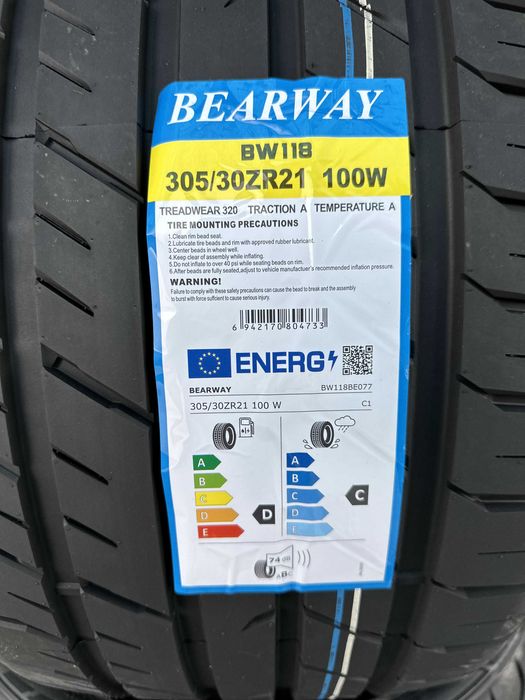 BEARWAY
BW118
305/30ZR21 100W
TREADWEAR 320 TRACTION A TEMPERATURE A
TIRE MOUNTING PRECAUTIONS
1.Clean rim bead seat.
2.Lubricate tire beads and rim with approved rubber lubricant.
3.Center beads in wheel well.
4.Keep clear of assembly while inflating.
5.Do not inflate to over 40 psi while seating beads on rim.
6.After beads are fully seated,adjust to vehicle manufactuer's recommended inflation pressure.
WARNING!
Failure to comply with these safety precautions can cause the bead to break and the assembly
to burst with force sufficient to cause serious injury.
6 942170 804733
ENERG
BEARWAY BW118BE077
305/30ZR21 100 W C1
A A
B B
C C C
D D D
E E
74 dB
ABC